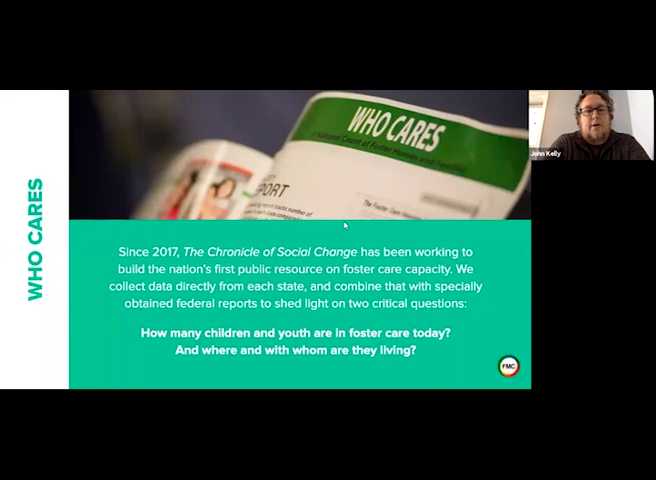 WHO CARES
WHO CARES
A National Count of Foster Homes and Families
PORT
John Kelly
Since 2017, The Chronicle of Social Change has been working to
build the nation's first public resource on foster care capacity. We
collect data directly from each state, and combine that with specially
obtained federal reports to shed light on two critical questions:
How many children and youth are in foster care today?
And where and with whom are they living?
FMC